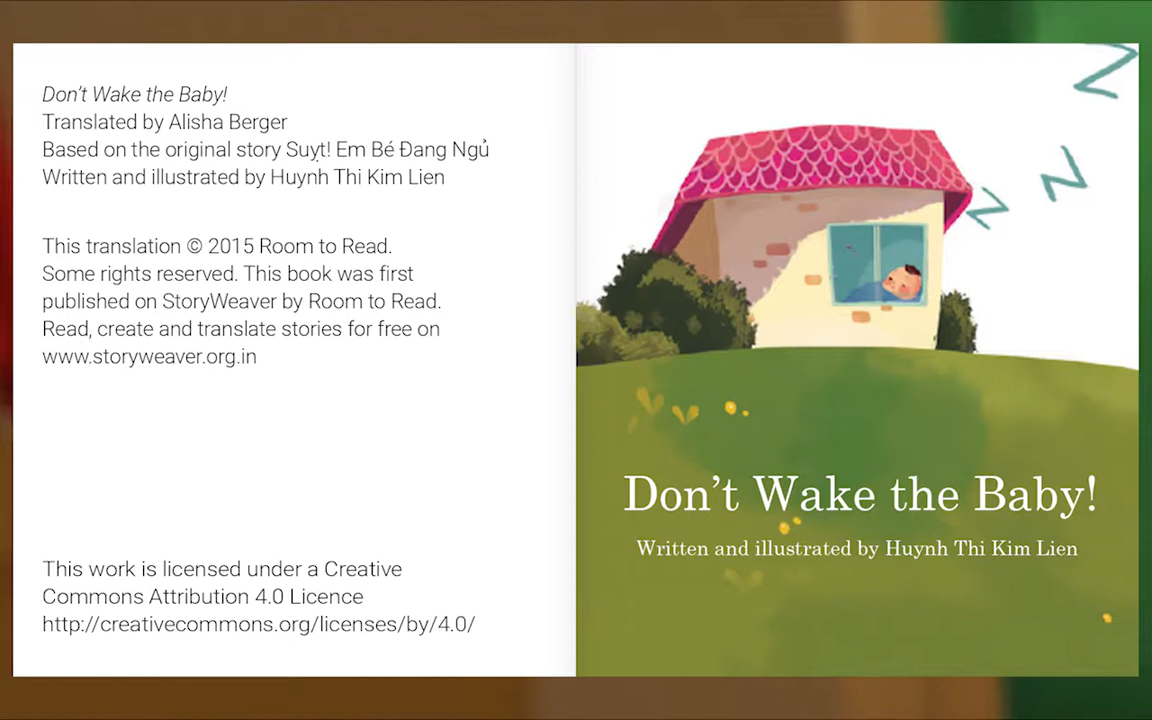 Don't Wake the Baby!
Translated by Alisha Berger
Based on the original story Suỵt! Em Bé Đang Ngủ
Written and illustrated by Huynh Thi Kim Lien
This translation © 2015 Room to Read.
Some rights reserved. This book was first
published on StoryWeaver by Room to Read.
Read, create and translate stories for free on
www.storyweaver.org.in
This work is licensed under a Creative
Commons Attribution 4.0 Licence
http://creativecommons.org/licenses/by/4.0/
Z
Z
Z
Don't Wake the Baby!
Written and illustrated by Huynh Thi Kim Lien